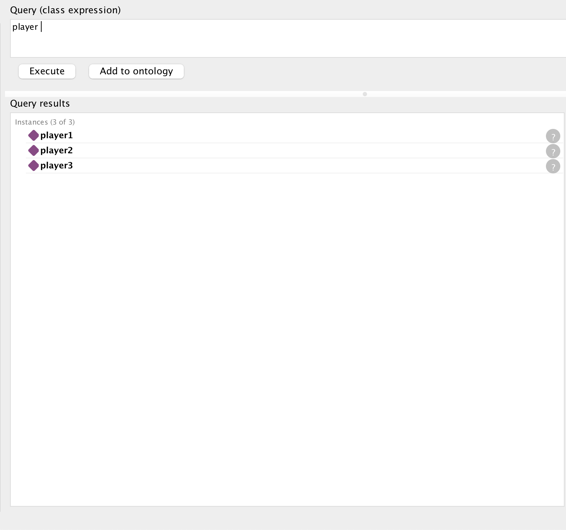 Query (class expression)
player
Execute Add to ontology
Query results
Instances (3 of 3)
player1 ?
player2 ?
player3 ?